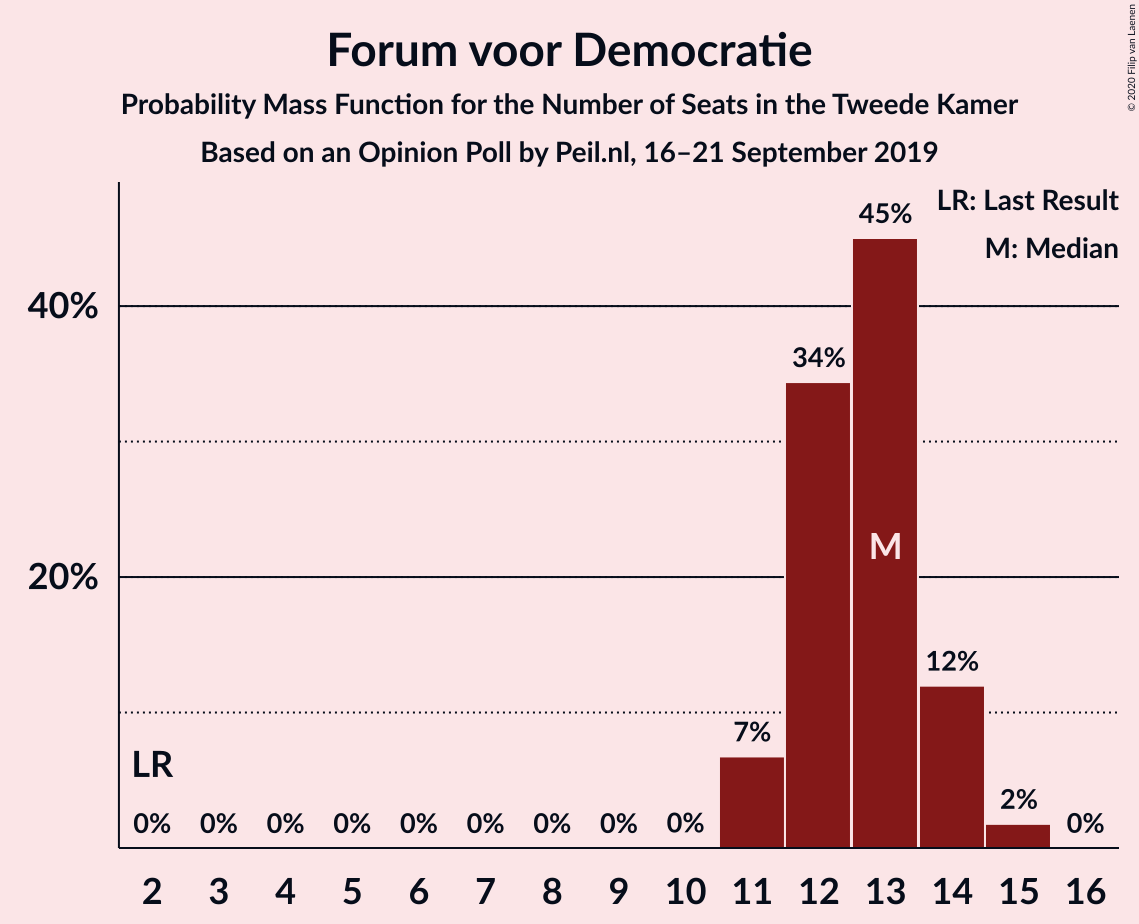 Forum voor Democratie
Probability Mass Function for the Number of Seats in the Tweede Kamer
Based on an Opinion Poll by Peil.nl, 16–21 September 2019
© 2020 Filip van Laenen
LR: Last Result
M: Median
40%
20%
LR
0% 0% 0% 0% 0% 0% 0% 0% 0% 7% 34% 45% 12% 2% 0%
M
2 3 4 5 6 7 8 9 10 11 12 13 14 15 16